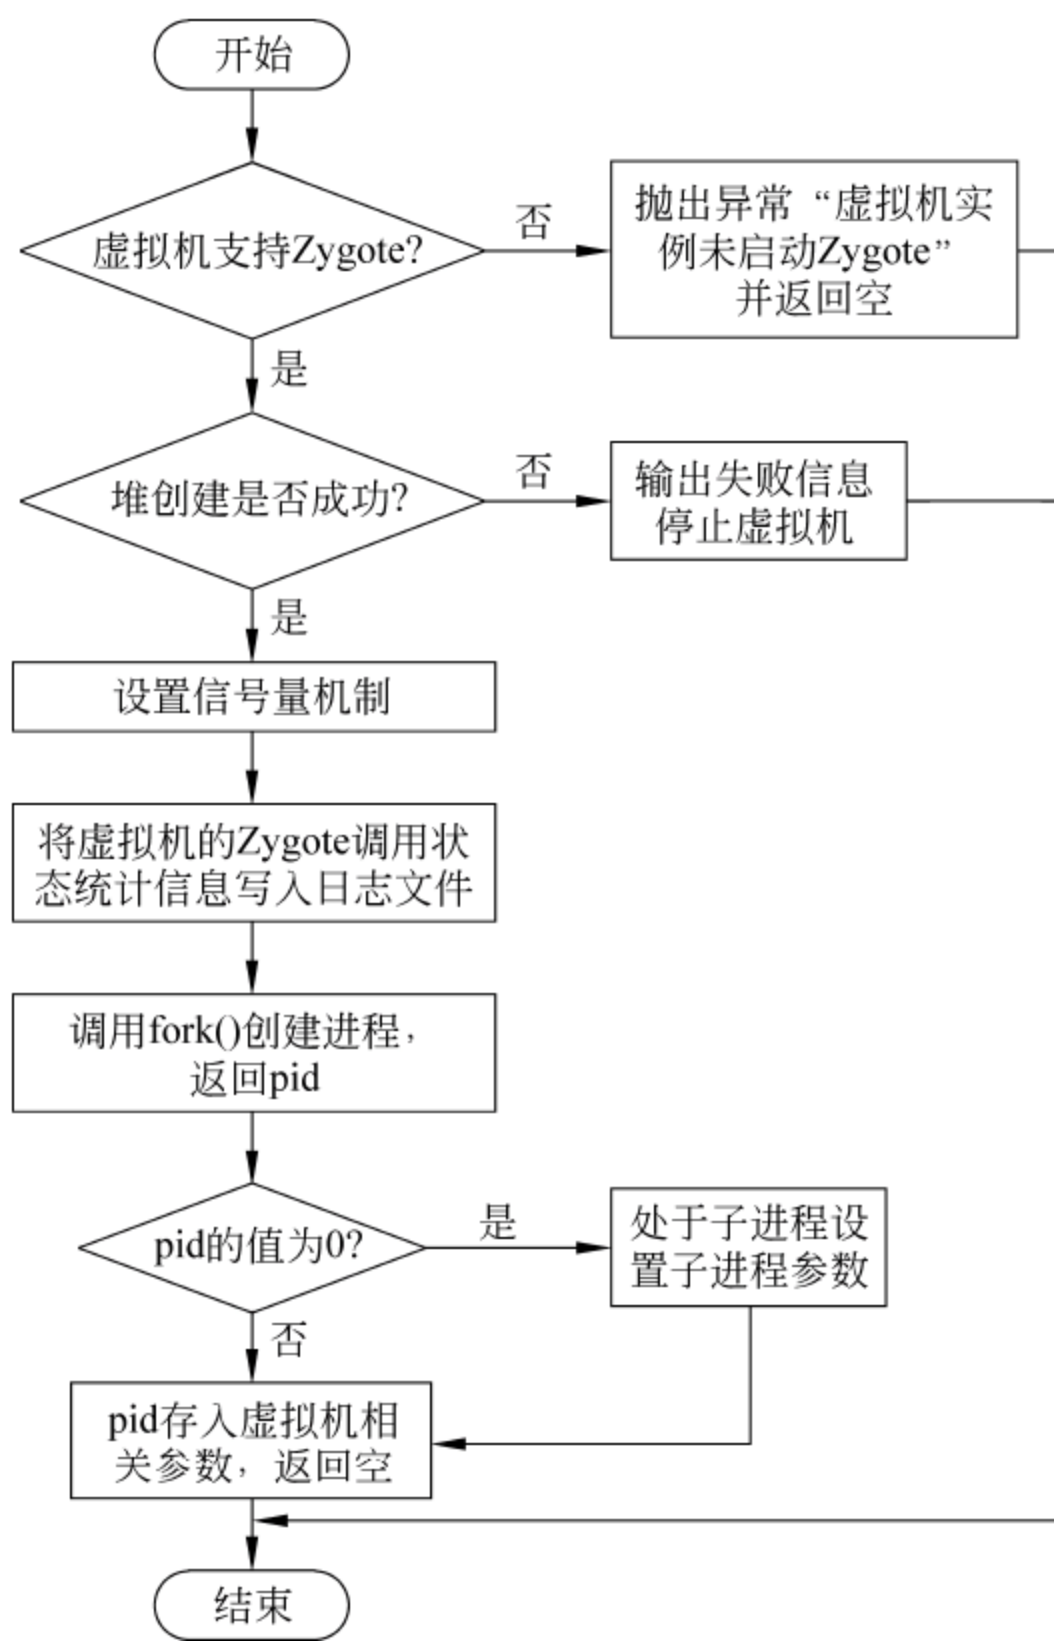 开始
虚拟机支持Zygote?
否
抛出异常“虚拟机实
例未启动Zygote”
并返回空
是
堆创建是否成功?
否
输出失败信息
停止虚拟机
是
设置信号量机制
将虚拟机的Zygote调用状
态统计信息写入日志文件
调用fork()创建进程，
返回pid
pid的值为0?
是
处于子进程设
置子进程参数
否
pid存入虚拟机相
关参数，返回空
结束